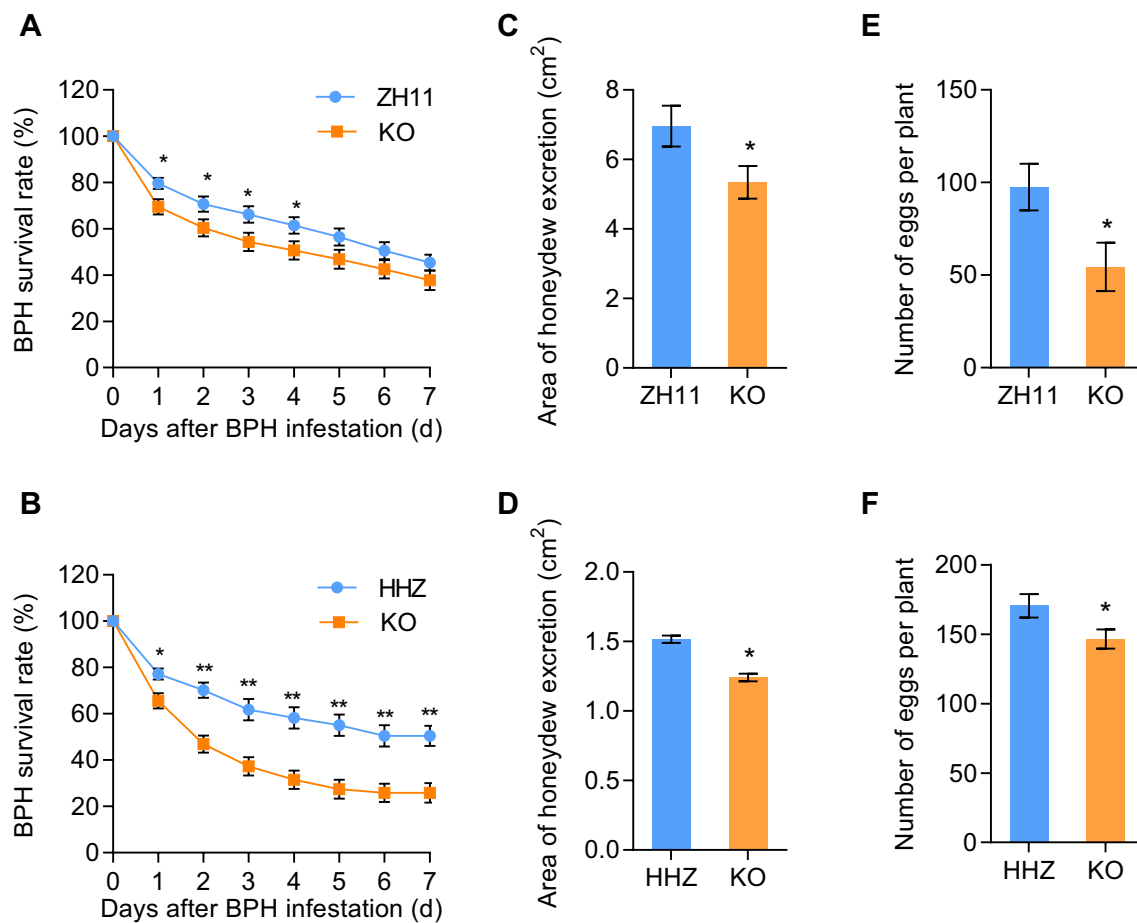 A
BPH survival rate (%)
120
100
80
60
40
20
0
ZH11
KO
*
*
*
*
0 1 2 3 4 5 6 7
Days after BPH infestation (d)
C
Area of honeydew excretion (cm²)
8
6
4
2
0
*
ZH11 KO
E
Number of eggs per plant
150
100
50
0
*
ZH11 KO
B
BPH survival rate (%)
120
100
80
60
40
20
0
HHZ
KO
*
**
**
**
**
**
**
0 1 2 3 4 5 6 7
Days after BPH infestation (d)
D
Area of honeydew excretion (cm²)
2.0
1.5
1.0
0.5
0.0
*
HHZ KO
F
Number of eggs per plant
200
150
100
50
0
*
HHZ KO